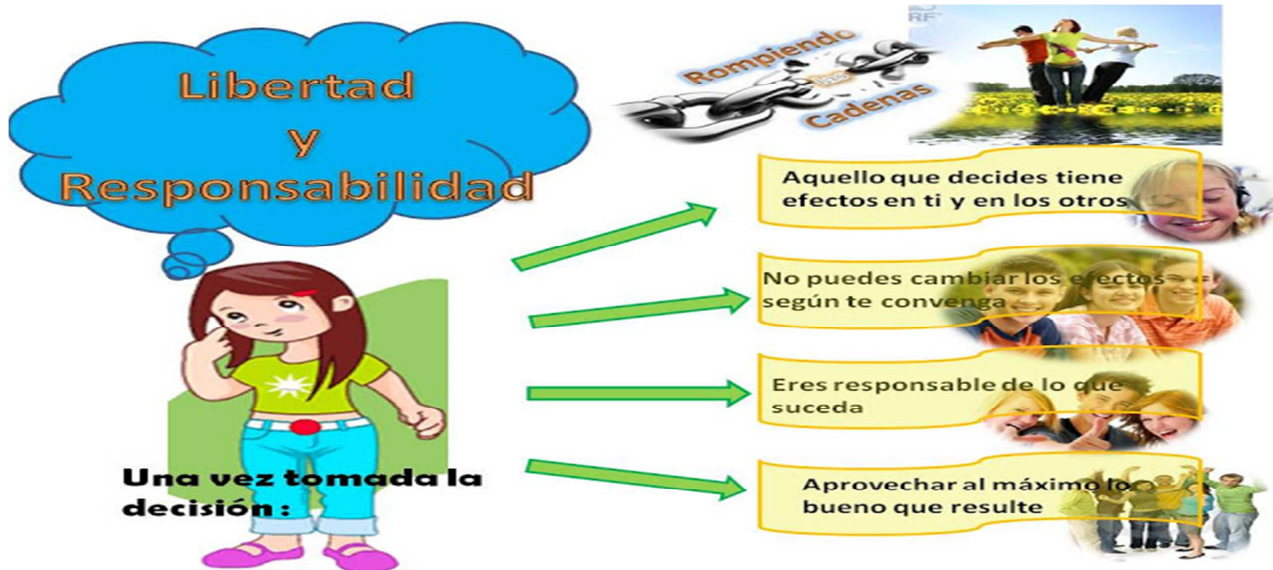 Libertad
y
Responsabilidad
Rompiendo
las
Cadenas
RF
Aquello que decides tiene
efectos en ti y en los otros
No puedes cambiar los efectos
según te convenga
Eres responsable de lo que
suceda
Aprovechar al máximo lo
bueno que resulte
Una vez tomada la
decisión :